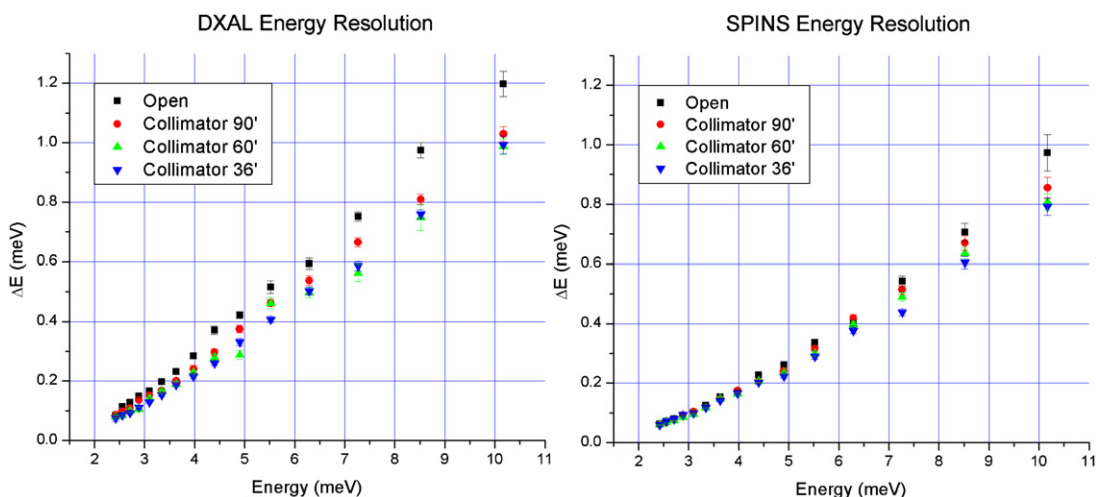 DXAL Energy Resolution
1.2
1.0
0.8
0.6
0.4
0.2
0.0
ΔE (meV)
Open
Collimator 90'
Collimator 60'
Collimator 36'
2 3 4 5 6 7 8 9 10 11
Energy (meV)
SPINS Energy Resolution
1.2
1.0
0.8
0.6
0.4
0.2
0.0
ΔE (meV)
Open
Collimator 90'
Collimator 60'
Collimator 36'
2 3 4 5 6 7 8 9 10 11
Energy (meV)